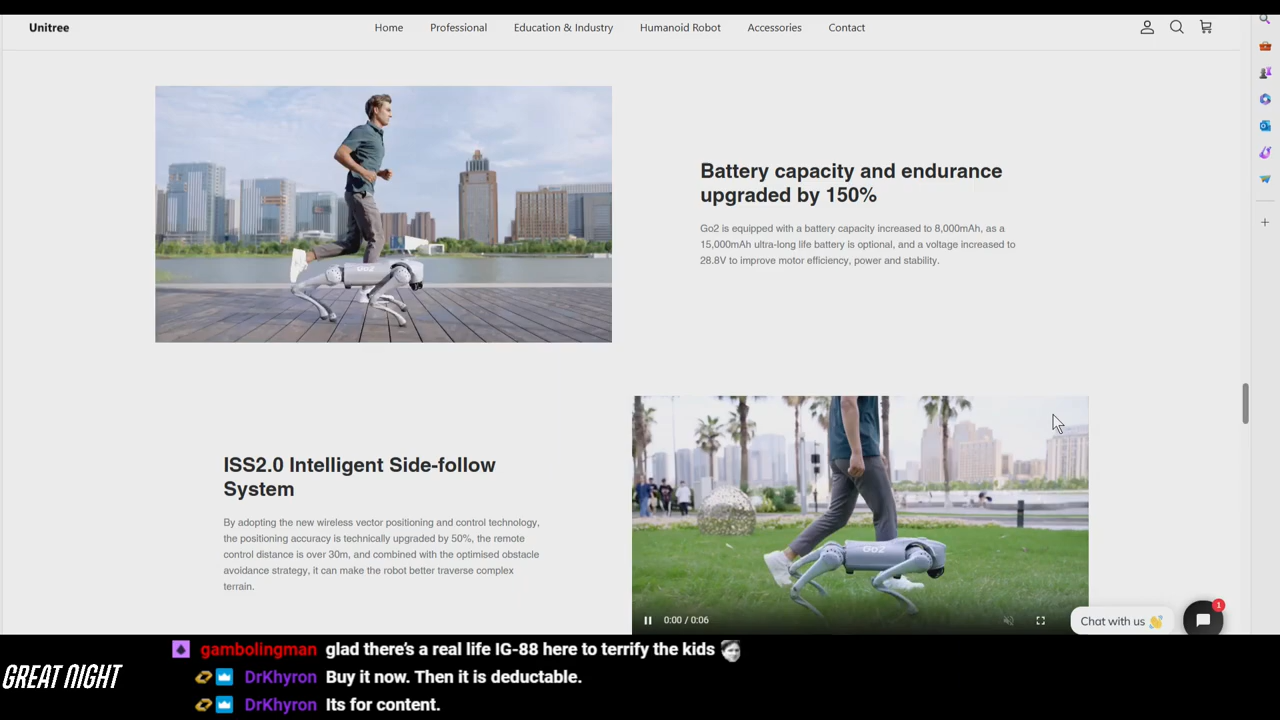 Unitree
Home Professional Education & Industry Humanoid Robot Accessories Contact
Battery capacity and endurance
upgraded by 150%
Go2 is equipped with a battery capacity increased to 8,000mAh, as a
15,000mAh ultra-long life battery is optional, and a voltage increased to
28.8V to improve motor efficiency, power and stability.
Go2
ISS2.0 Intelligent Side-follow
System
By adopting the new wireless vector positioning and control technology,
the positioning accuracy is technically upgraded by 50%, the remote
control distance is over 30m, and combined with the optimised obstacle
avoidance strategy, it can make the robot better traverse complex
terrain.
Go2
0:00 / 0:06
Chat with us 👋
1
GREAT NIGHT
gambolingman glad there's a real life IG-88 here to terrify the kids
DrKhyron Buy it now. Then it is deductable.
DrKhyron Its for content.